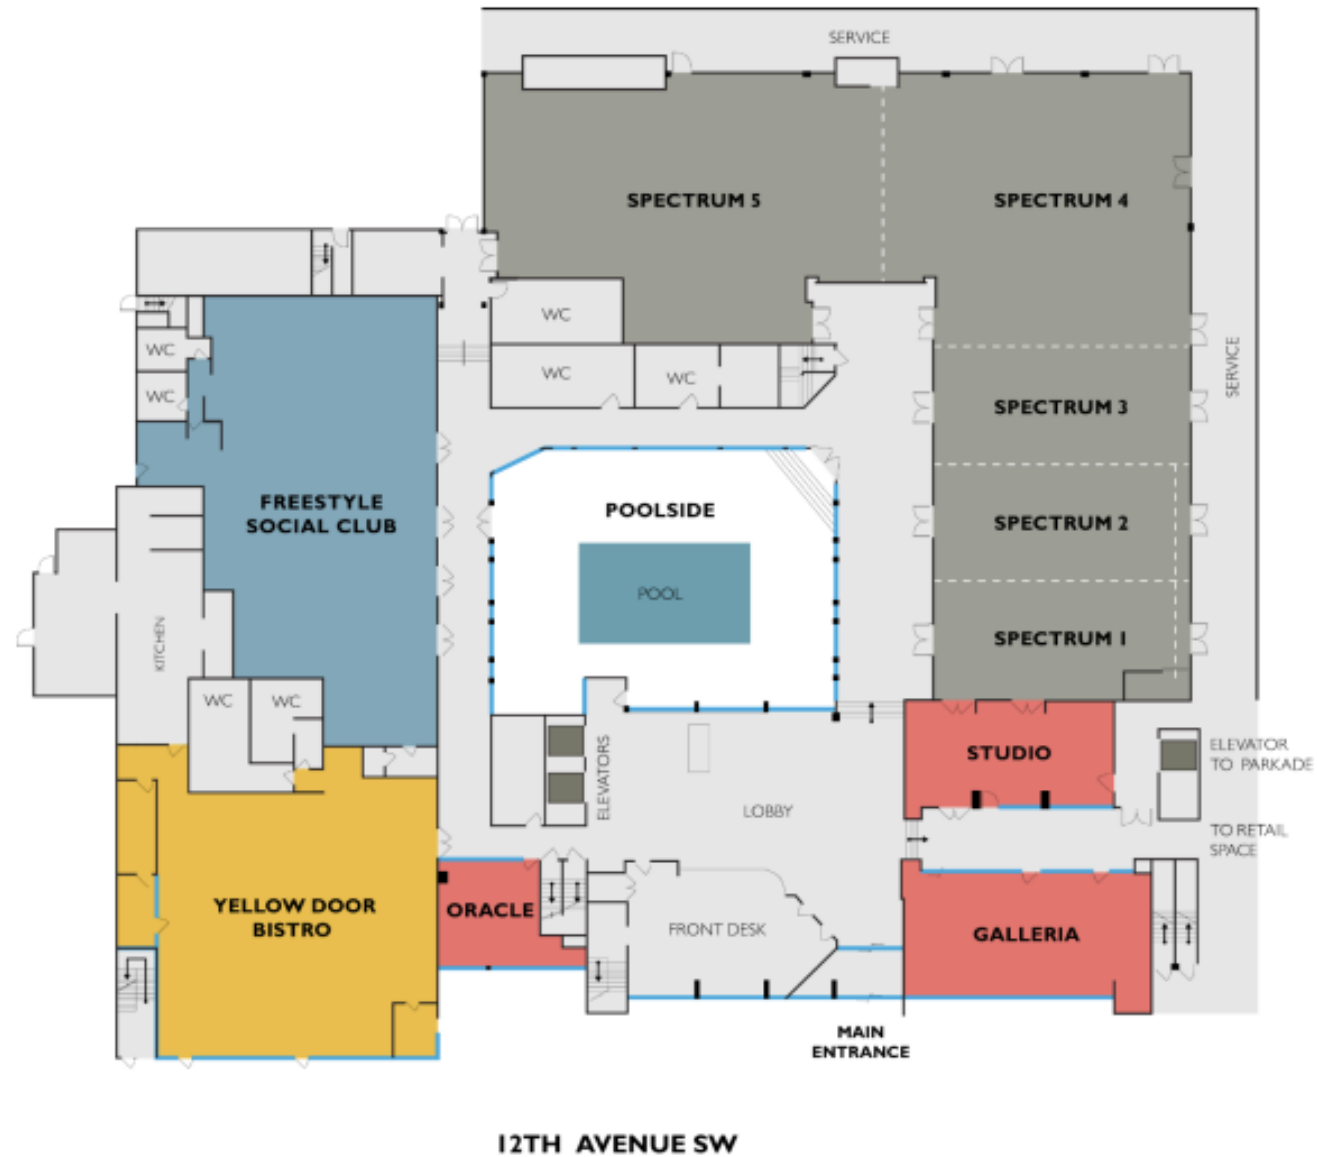 SERVICE
SPECTRUM 5
SPECTRUM 4
WC
WC
WC
WC
WC
SERVICE
SPECTRUM 3
FREESTYLE
SOCIAL CLUB
POOLSIDE
SPECTRUM 2
POOL
KITCHEN
SPECTRUM 1
WC
WC
ELEVATORS
STUDIO
ELEVATOR
TO PARKADE
LOBBY
TO RETAIL
SPACE
YELLOW DOOR
BISTRO
ORACLE
FRONT DESK
GALLERIA
MAIN
ENTRANCE
12TH AVENUE SW